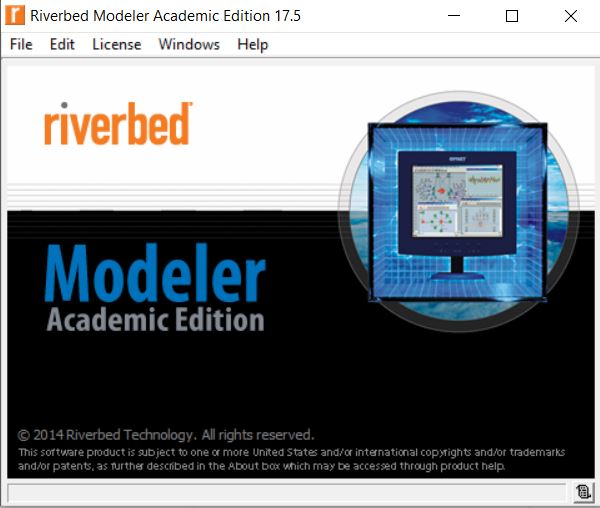 Riverbed Modeler Academic Edition 17.5
File Edit License Windows Help
riverbed
OPNET
Modeler
Academic Edition
© 2014 Riverbed Technology. All rights reserved.
This software product is subject to one or more United States and/or international copyrights and/or trademarks
and/or patents, as further described in the About box which may be accessed through product help.